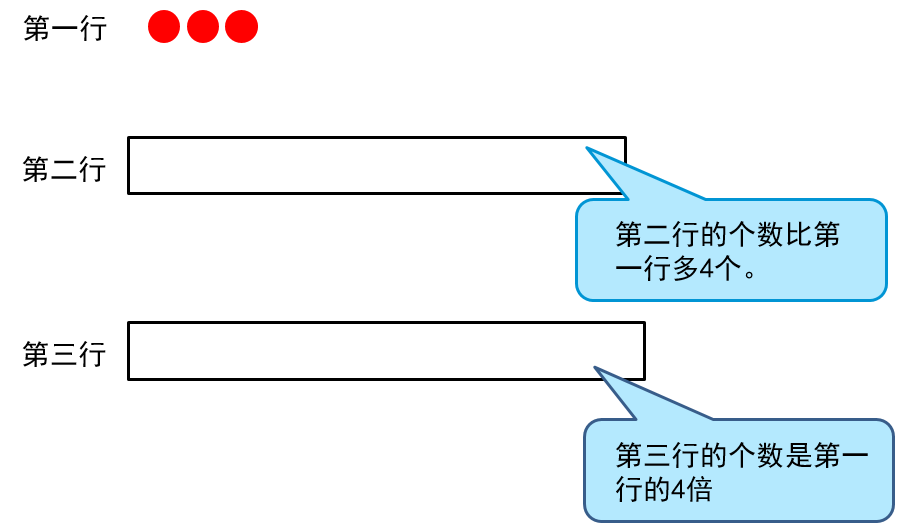 第一行
第二行
第二行的个数比第
一行多4个。
第三行
第三行的个数是第一
行的4倍